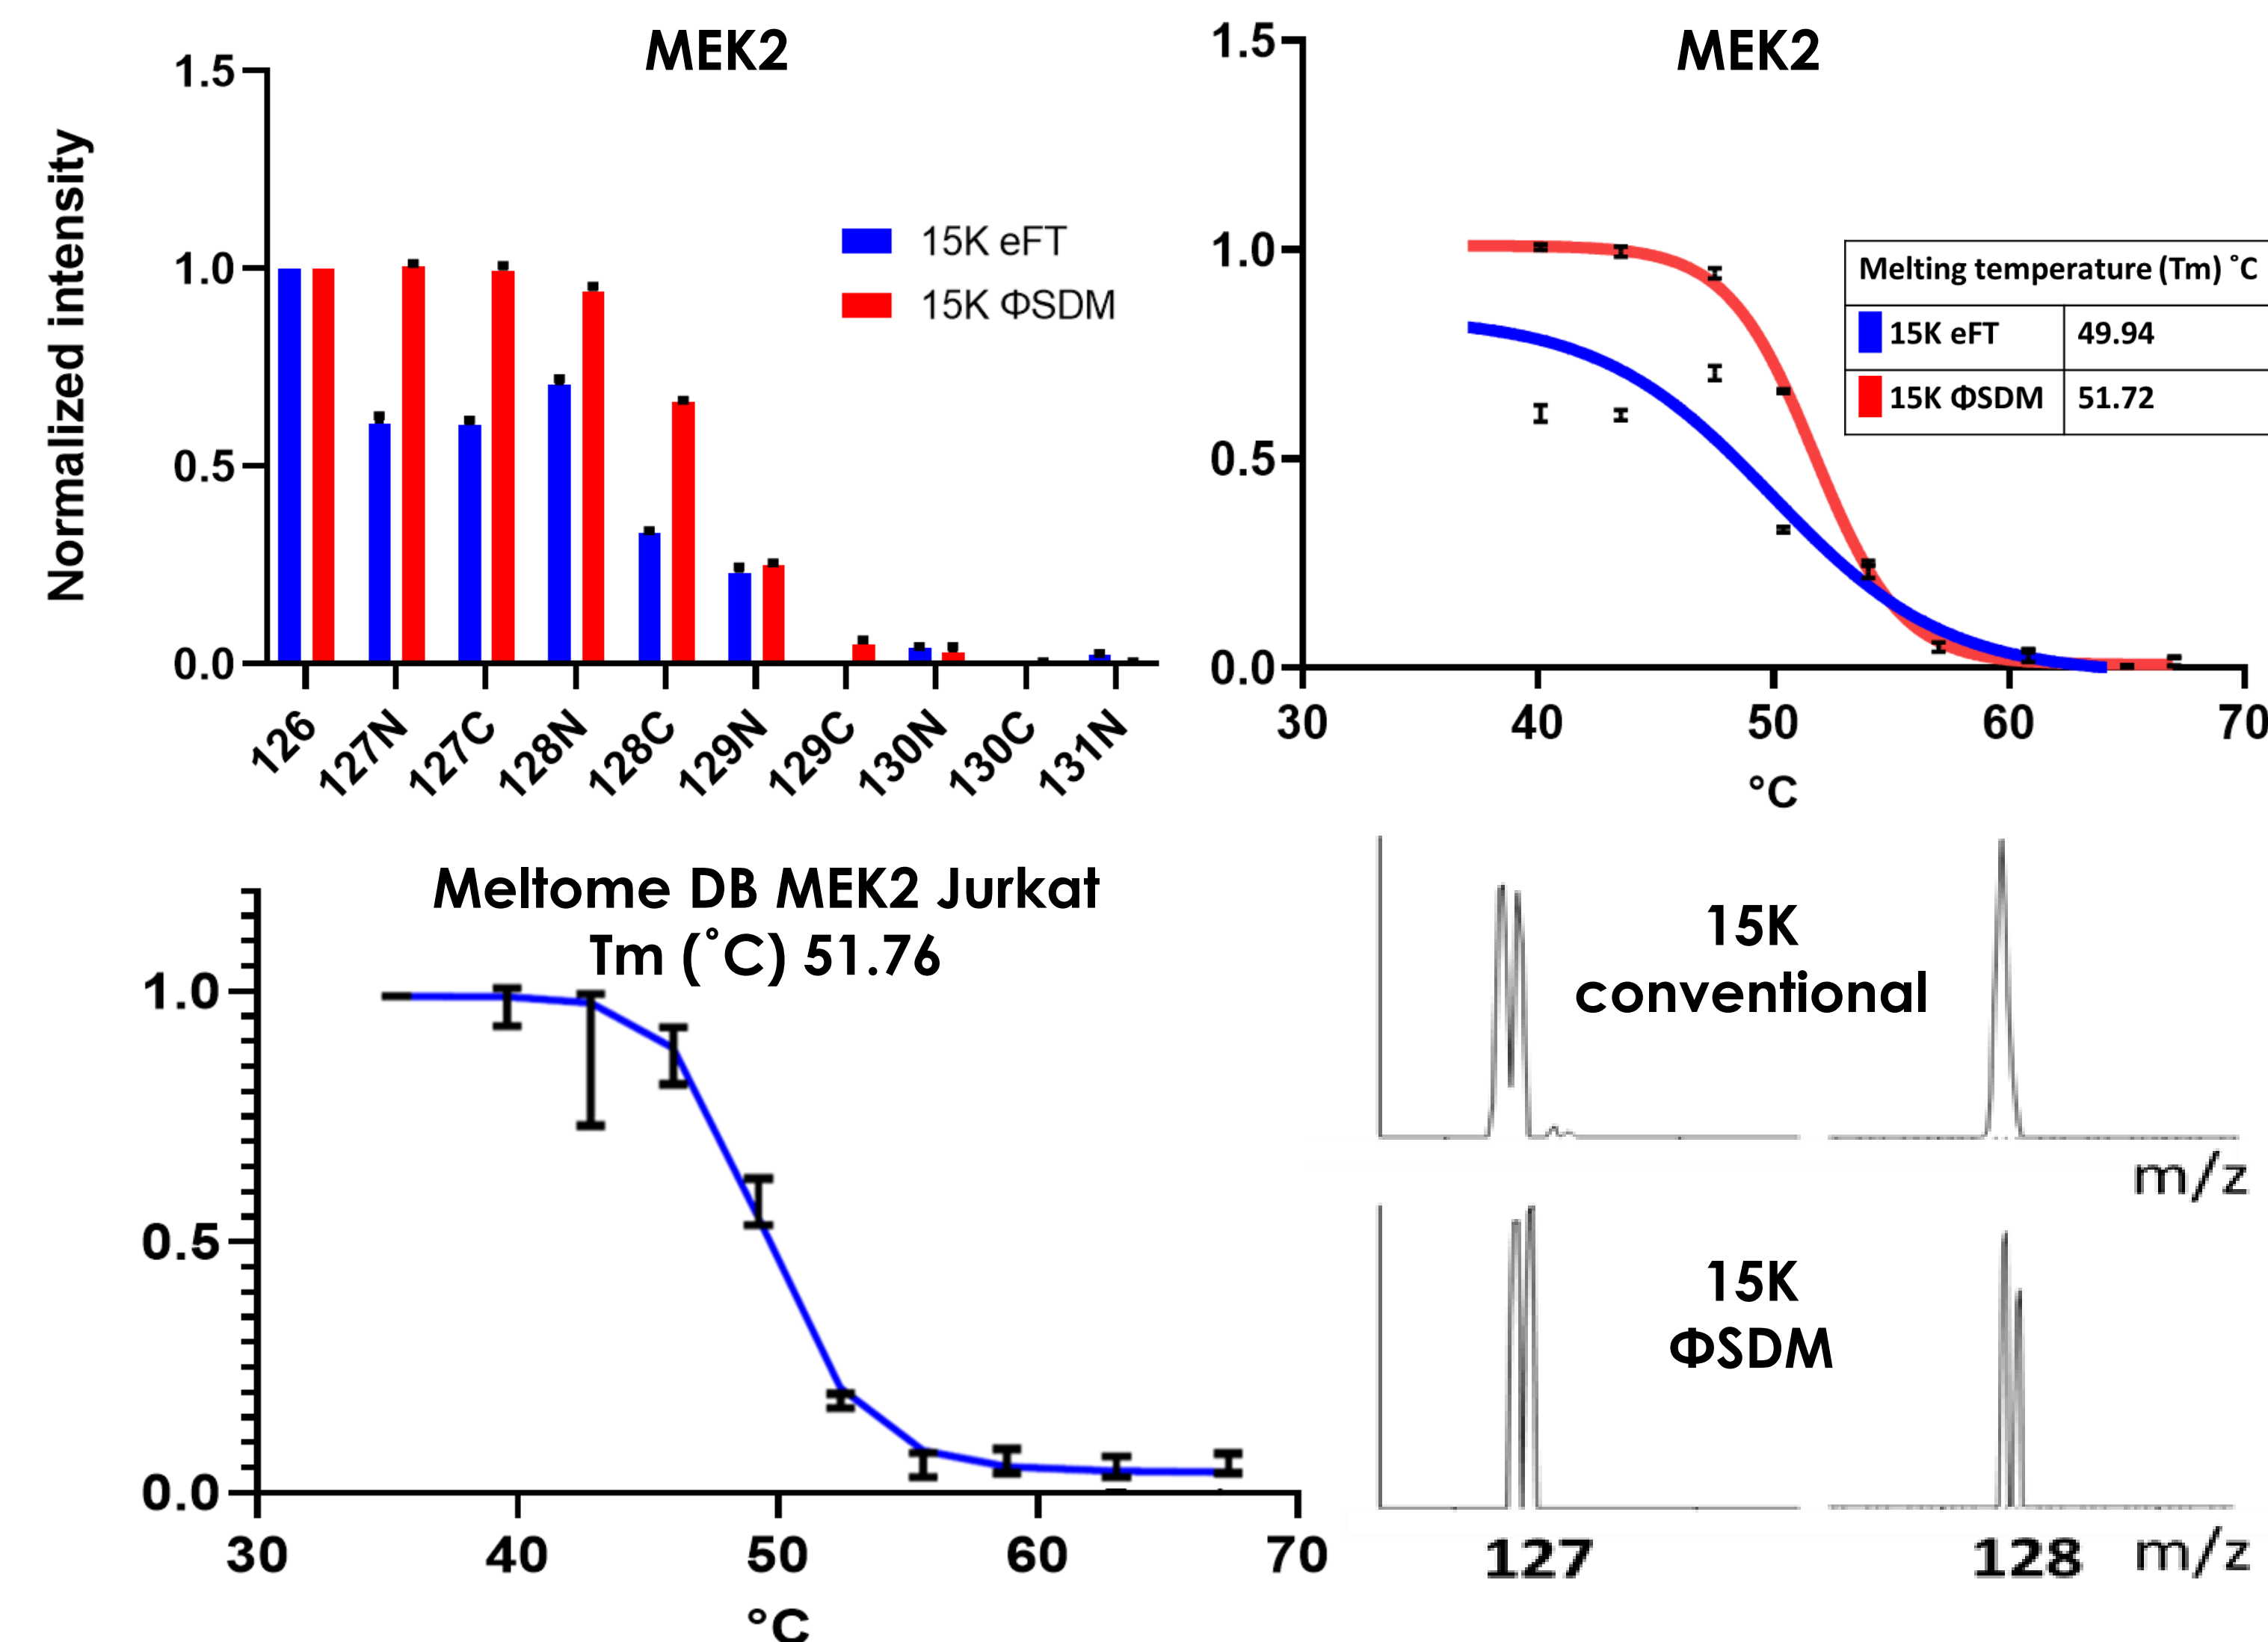 MEK2
Normalized intensity
1.5
1.0
0.5
0.0
15K eFT
15K ΦSDM
126
127N
127C
128N
128C
129N
129C
130N
130C
131N
MEK2
1.5
1.0
0.5
0.0
Melting temperature (Tm) ˚C
15K eFT 49.94
15K ΦSDM 51.72
30 40 50 60 70
°C
Meltome DB MEK2 Jurkat
Tm (˚C) 51.76
1.0
0.5
0.0
30 40 50 60 70
°C
15K
conventional
m/z
15K
ΦSDM
127 128 m/z